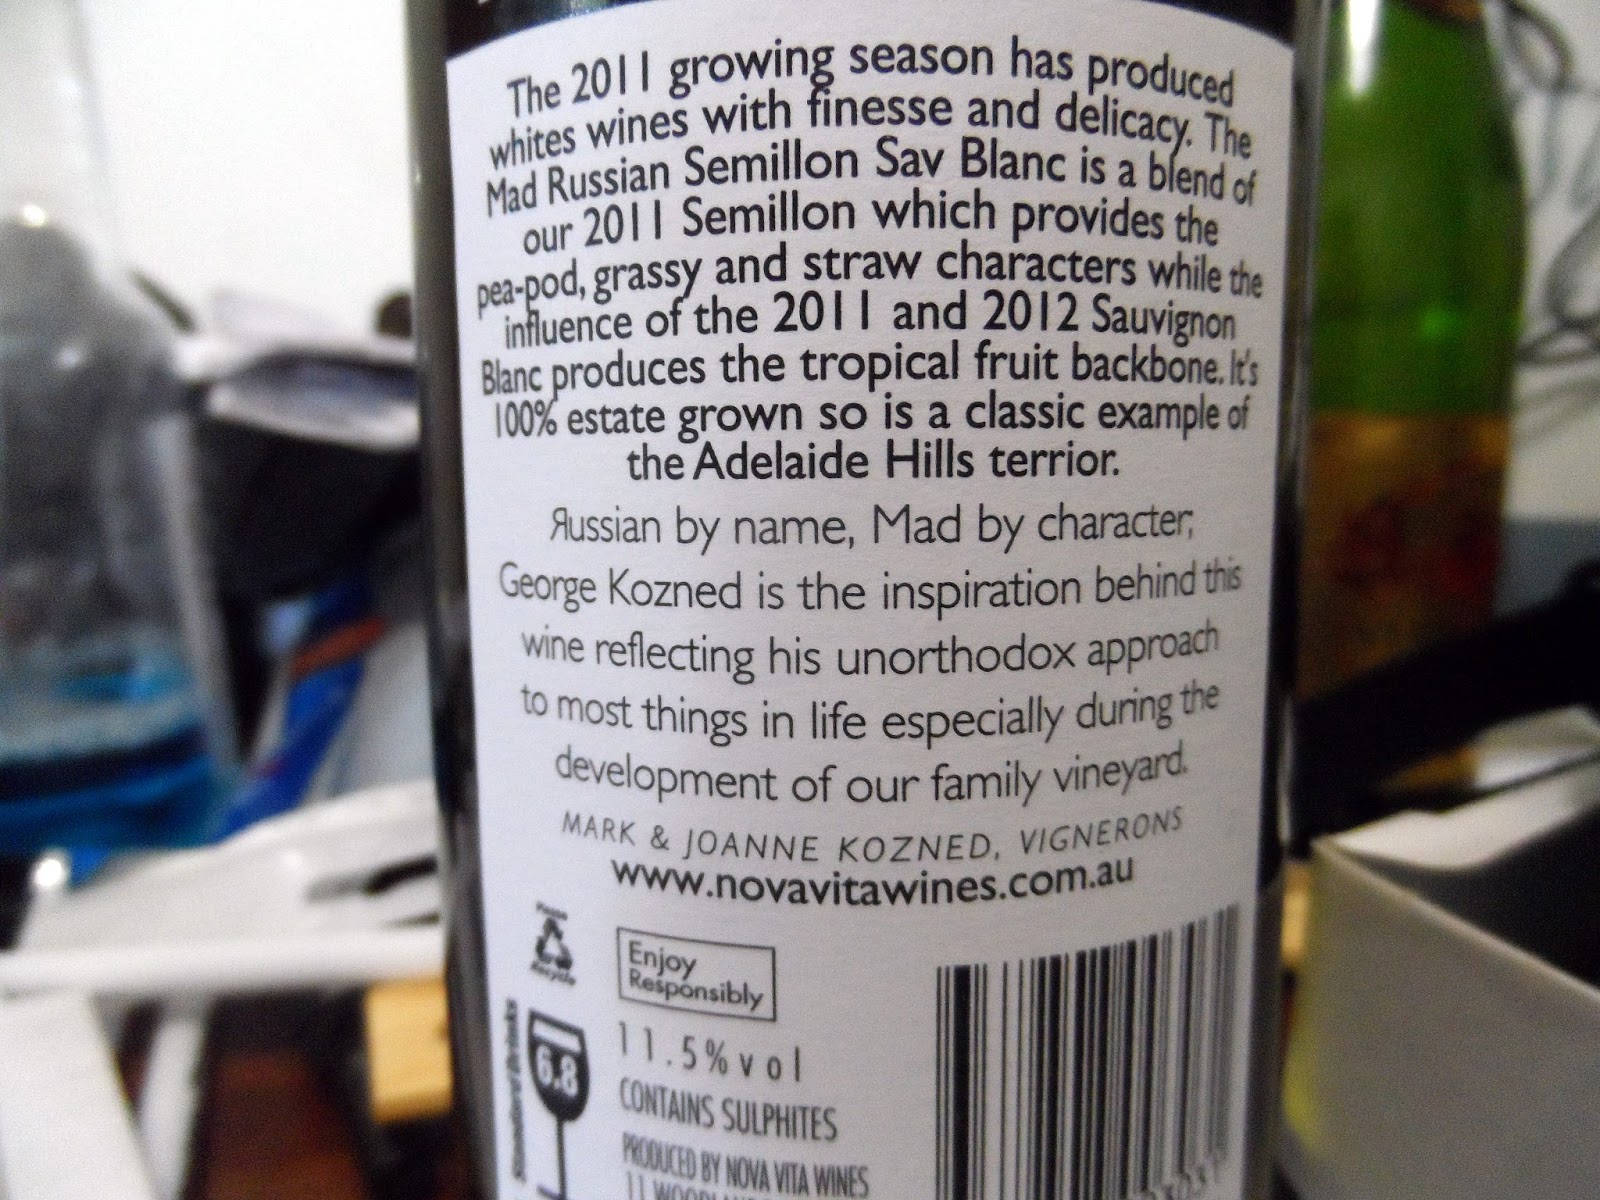 The 2011 growing season has produced
whites wines with finesse and delicacy. The
Mad Russian Semillon Sav Blanc is a blend of
our 2011 Semillon which provides the
pea-pod, grassy and straw characters while the
influence of the 2011 and 2012 Sauvignon
Blanc produces the tropical fruit backbone. It's
100% estate grown so is a classic example of
the Adelaide Hills terrior.
Яussian by name, Mad by character,
George Kozned is the inspiration behind this
wine reflecting his unorthodox approach
to most things in life especially during the
development of our family vineyard.
MARK & JOANNE KOZNED, VIGNERONS
www.novavitawines.com.au
Please
Recycle
Enjoy
Responsibly
6.8
Standard Drinks
11.5% vol
CONTAINS SULPHITES
PRODUCED BY NOVA VITA WINES